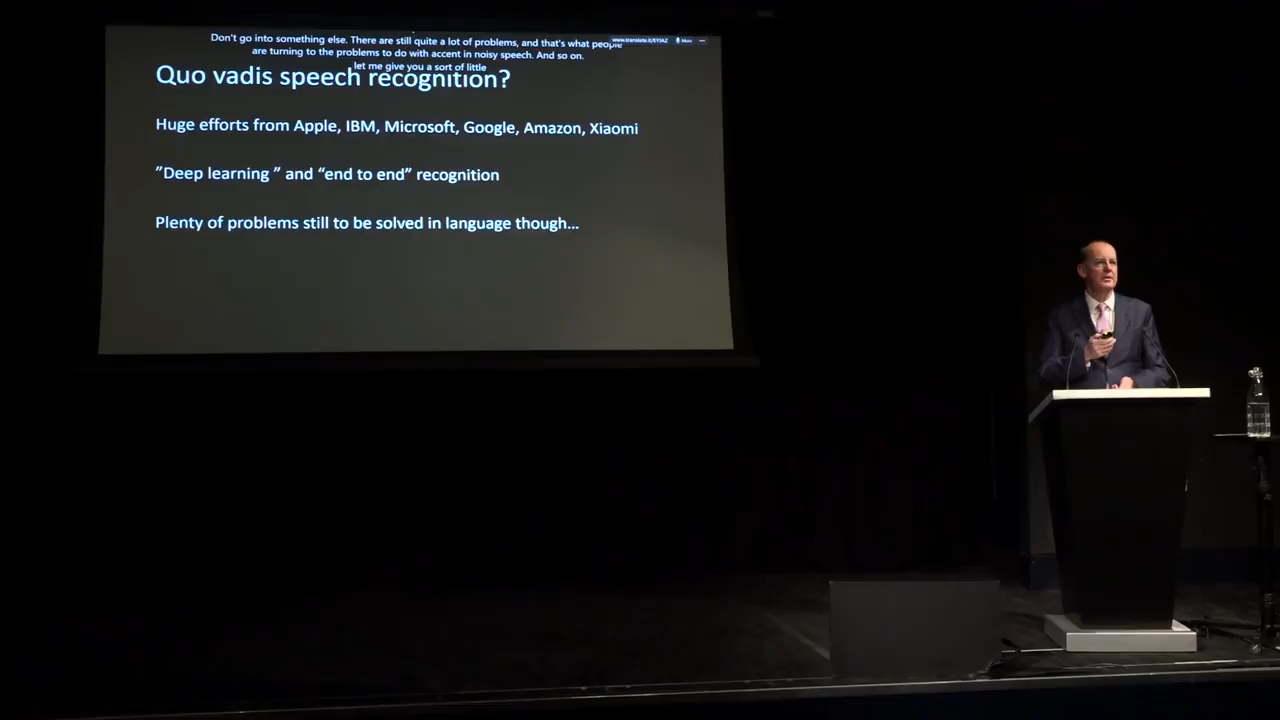 Don't go into something else. There are still quite a lot of problems, and that's what people
are turning to the problems to do with accent in noisy speech. And so on.
let me give you a sort of little
Quo vadis speech recognition?
Huge efforts from Apple, IBM, Microsoft, Google, Amazon, Xiaomi
”Deep learning ” and “end to end” recognition
Plenty of problems still to be solved in language though...